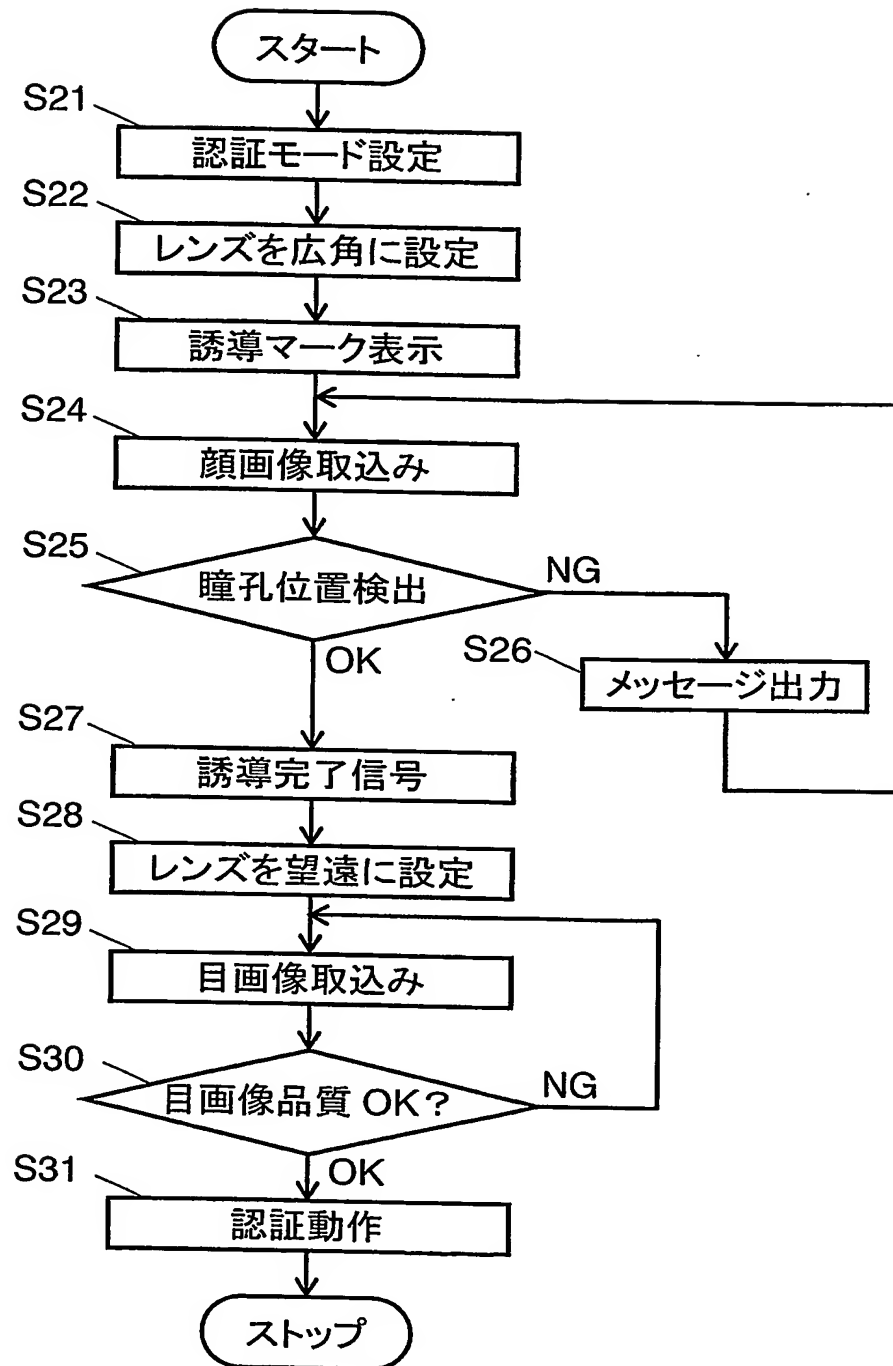 スタート
S21
認証モード設定
S22
レンズを広角に設定
S23
誘導マーク表示
S24
顔画像取込み
S25
瞳孔位置検出
NG
OK
S26
メッセージ出力
S27
誘導完了信号
S28
レンズを望遠に設定
S29
目画像取込み
S30
目画像品質 OK?
NG
OK
S31
認証動作
ストップ